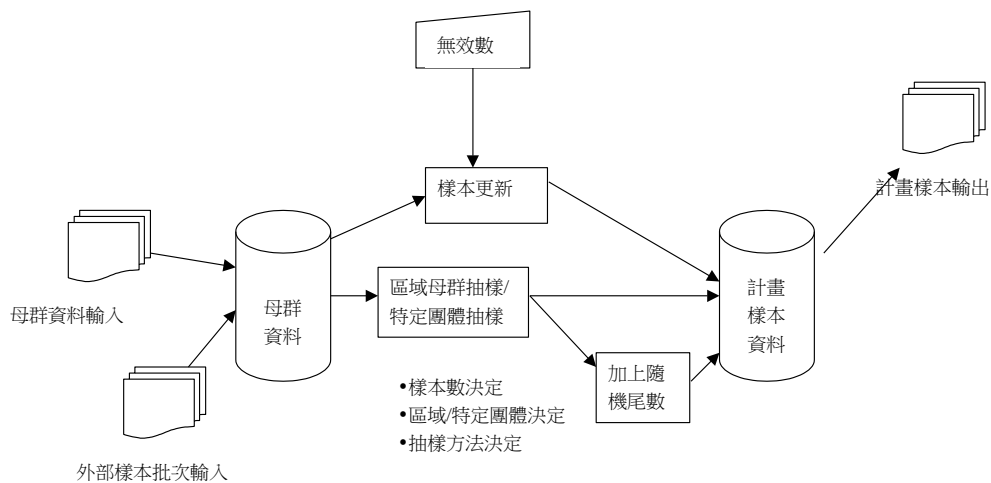 無效數
樣本更新
計畫樣本輸出
母群資料輸入
母群
資料
區域母群抽樣/
特定團體抽樣
計畫
樣本
資料
加上隨
機尾數
•樣本數決定
•區域/特定團體決定
•抽樣方法決定
外部樣本批次輸入